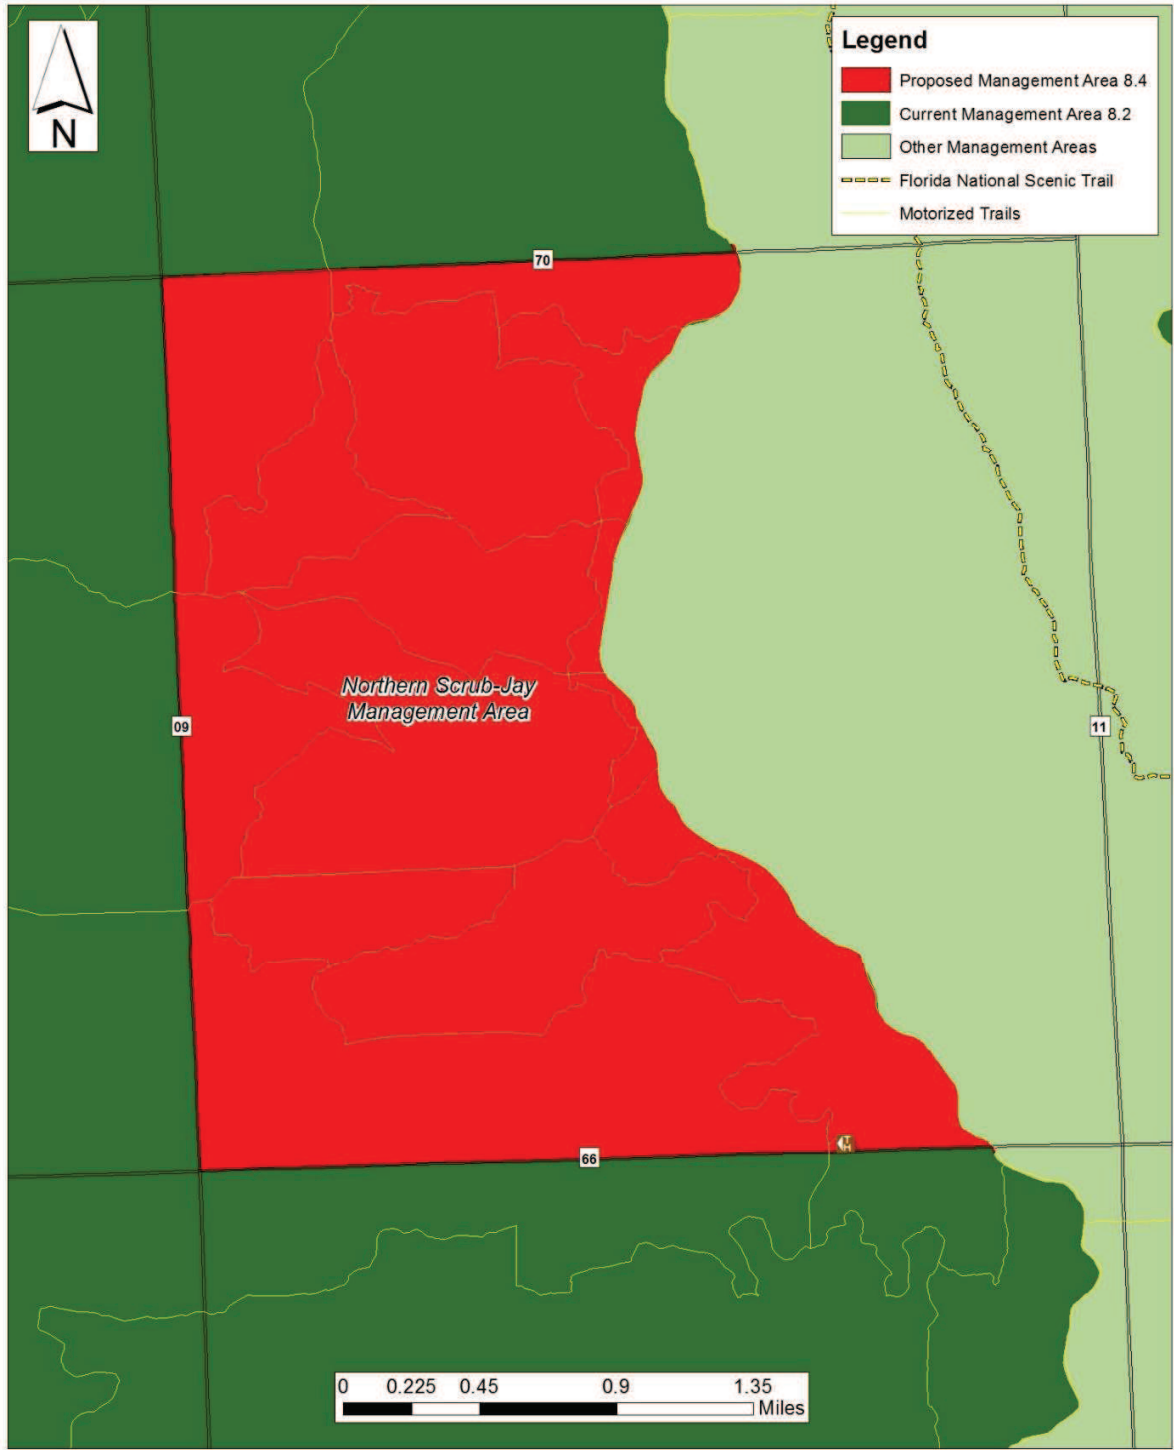 N
Legend
Proposed Management Area 8.4
Current Management Area 8.2
Other Management Areas
Florida National Scenic Trail
Motorized Trails
70
Northern Scrub-Jay
Management Area
09
11
TH
66
0 0.225 0.45 0.9 1.35
Miles